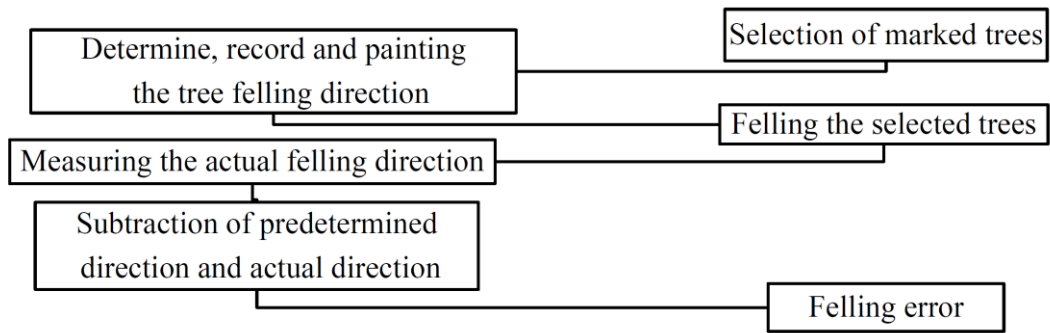 Selection of marked trees
Determine, record and painting
the tree felling direction
Felling the selected trees
Measuring the actual felling direction
Subtraction of predetermined
direction and actual direction
Felling error